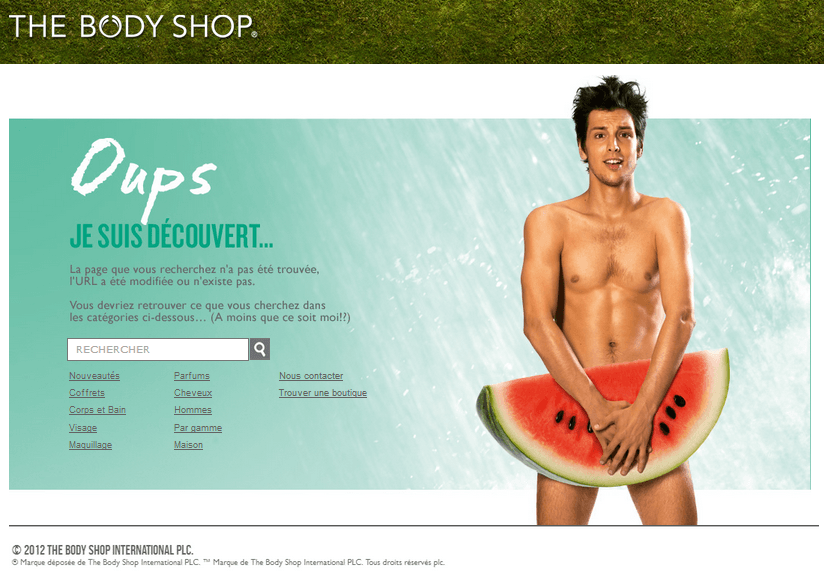 THE BODY SHOP®
Oups
JE SUIS DÉCOUVERT...
La page que vous recherchez n'a pas été trouvée,
l'URL a été modifiée ou n'existe pas.
Vous devriez retrouver ce que vous cherchez dans
les catégories ci-dessous... (A moins que ce soit moi!?)
RECHERCHER
Nouveautés Parfums Nous contacter
Coffrets Cheveux Trouver une boutique
Corps et Bain Hommes
Visage Par gamme
Maquillage Maison
© 2012 THE BODY SHOP INTERNATIONAL PLC.
® Marque déposée de The Body Shop International PLC. ™ Marque de The Body Shop International PLC. Tous droits réservés plc.